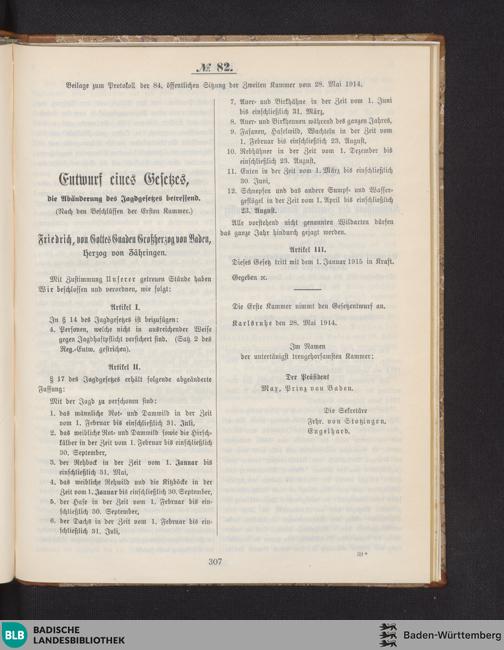 № 82.
Beilage zum Protokoll der 84. öffentlichen Sitzung der Zweiten Kammer vom 28. Mai 1914.
Entwurf eines Gesetzes,
die Abänderung des Jagdgesetzes betreffend.
(Nach den Beschlüssen der Ersten Kammer.)
Friedrich, von Gottes Gnaden Großherzog von Baden,
Herzog von Zähringen.
Mit Zustimmung Unserer getreuen Stände haben
Wir beschlossen und verordnen, wie folgt:
Artikel I.
In § 14 des Jagdgesetzes ist beizufügen:
4. Personen, welche nicht in ausreichender Weise
gegen Jagdhaftpflicht versichert sind. (Satz 2 des
Reg.-Entw. gestrichen).
Artikel II.
§ 17 des Jagdgesetzes erhält folgende abgeänderte
Fassung:
Mit der Jagd zu verschonen sind:
1. das männliche Rot- und Damwild in der Zeit
vom 1. Februar bis einschließlich 31. Juli,
2. das weibliche Rot- und Damwild sowie die Hirsch-
kälber in der Zeit vom 1. Februar bis einschließlich
30. September,
3. der Rehbock in der Zeit vom 1. Januar bis
einschließlich 31. Mai,
4. das weibliche Rehwild und die Kitzböcke in der
Zeit vom 1. Januar bis einschließlich 30. September,
5. der Hase in der Zeit vom 1. Februar bis ein-
schließlich 30. September,
6. der Dachs in der Zeit vom 1. Februar bis ein-
schließlich 31. Juli,
7. Auer- und Birkhähne in der Zeit vom 1. Juni
bis einschließlich 31. März,
8. Auer- und Birkhennen während des ganzen Jahres,
9. Fasanen, Haselwild, Wachteln in der Zeit vom
1. Februar bis einschließlich 23. August,
10. Rebhühner in der Zeit vom 1. Dezember bis
einschließlich 23. August,
11. Enten in der Zeit vom 1. März bis einschließlich
30. Juni,
12. Schnepfen und das andere Sumpf- und Wasser-
geflügel in der Zeit vom 1. April bis einschließlich
23. August.
Alle vorstehend nicht genannten Wildarten dürfen
das ganze Jahr hindurch gejagt werden.
Artikel III.
Dieses Gesetz tritt mit dem 1. Januar 1915 in Kraft.
Gegeben ꝛc.
Die Erste Kammer nimmt den Gesetzentwurf an.
Karlsruhe den 28. Mai 1914.
Im Namen
der untertänigst treugehorsamsten Kammer:
Der Präsident
Max, Prinz von Baden.
Die Sekretäre
Frhr. von Stotzingen.
Engelhard.
307
BLB
BADISCHE
LANDESBIBLIOTHEK
Baden-Württemberg